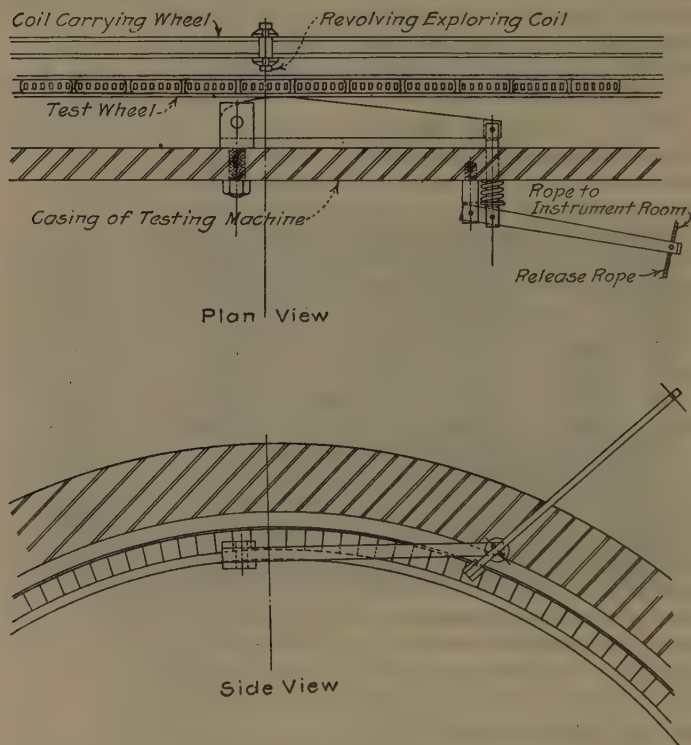 Coil Carrying Wheel
Revolving Exploring Coil
Test Wheel
Casing of Testing Machine
Rope to
Instrument Room
Release Rope
Plan View
Side View